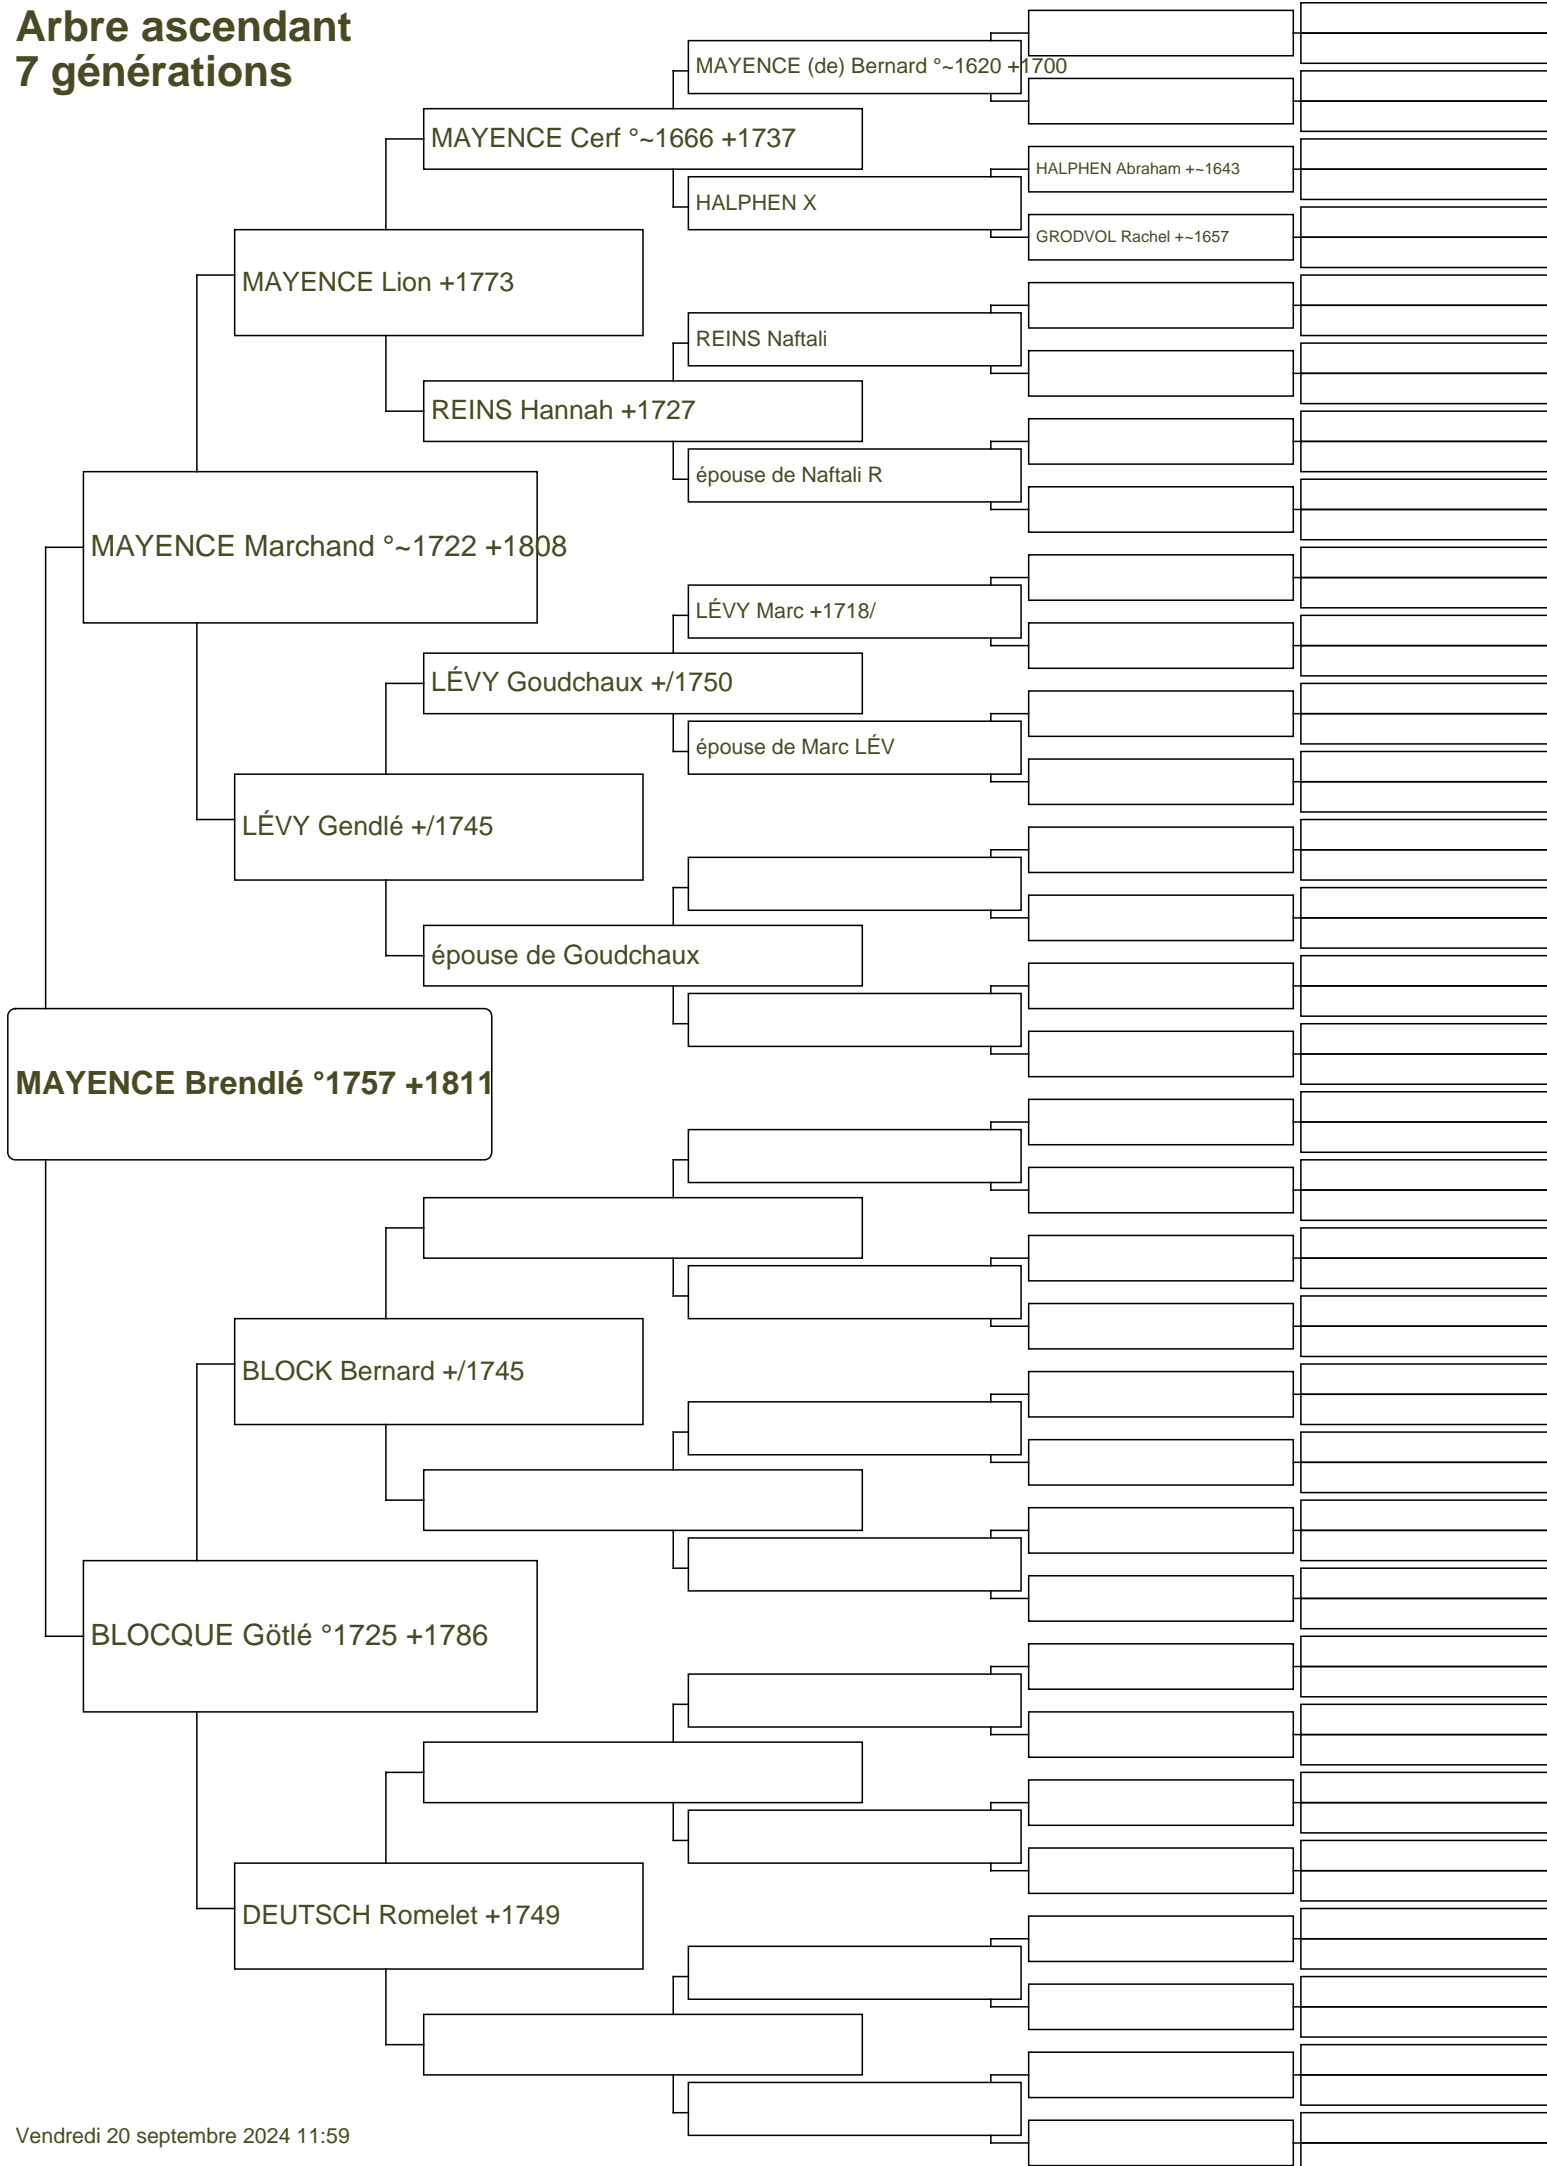 Arbre ascendant
7 générations
MAYENCE (de) Bernard °~1620 +1700
MAYENCE Cerf °~1666 +1737
HALPHEN Abraham +~1643
HALPHEN X
GRODVOL Rachel +~1657
MAYENCE Lion +1773
REINS Naftali
REINS Hannah +1727
épouse de Naftali R
MAYENCE Marchand °~1722 +1808
LÉVY Marc +1718/
LÉVY Goudchaux +/1750
épouse de Marc LÉV
LÉVY Gendlé +/1745
épouse de Goudchaux
MAYENCE Brendlé °1757 +1811
BLOCK Bernard +/1745
BLOCQUE Götlé °1725 +1786
DEUTSCH Romelet +1749
Vendredi 20 septembre 2024 11:59